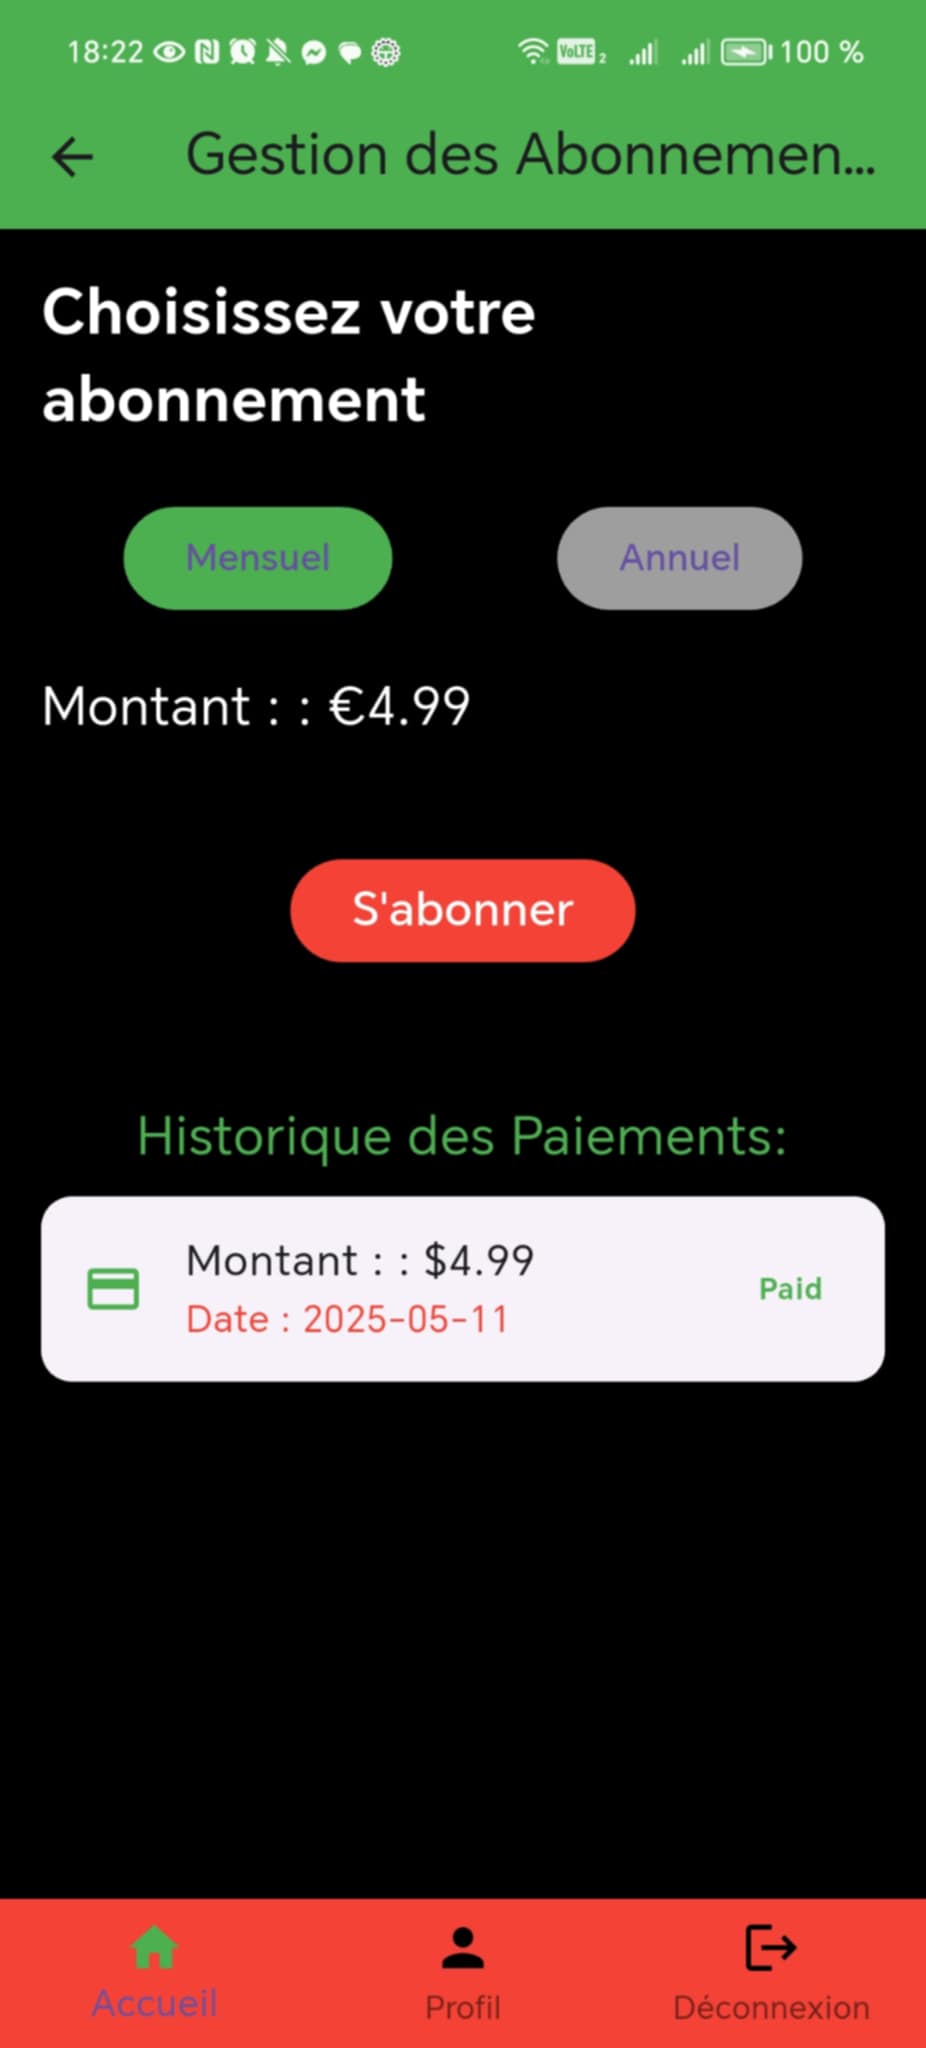 18:22 VoLTE 2 100 %
Gestion des Abonnemen...
Choisissez votre
abonnement
Mensuel Annuel
Montant : : €4.99
S'abonner
Historique des Paiements:
Montant : : $4.99
Date : 2025-05-11
Paid
Accueil Profil Déconnexion